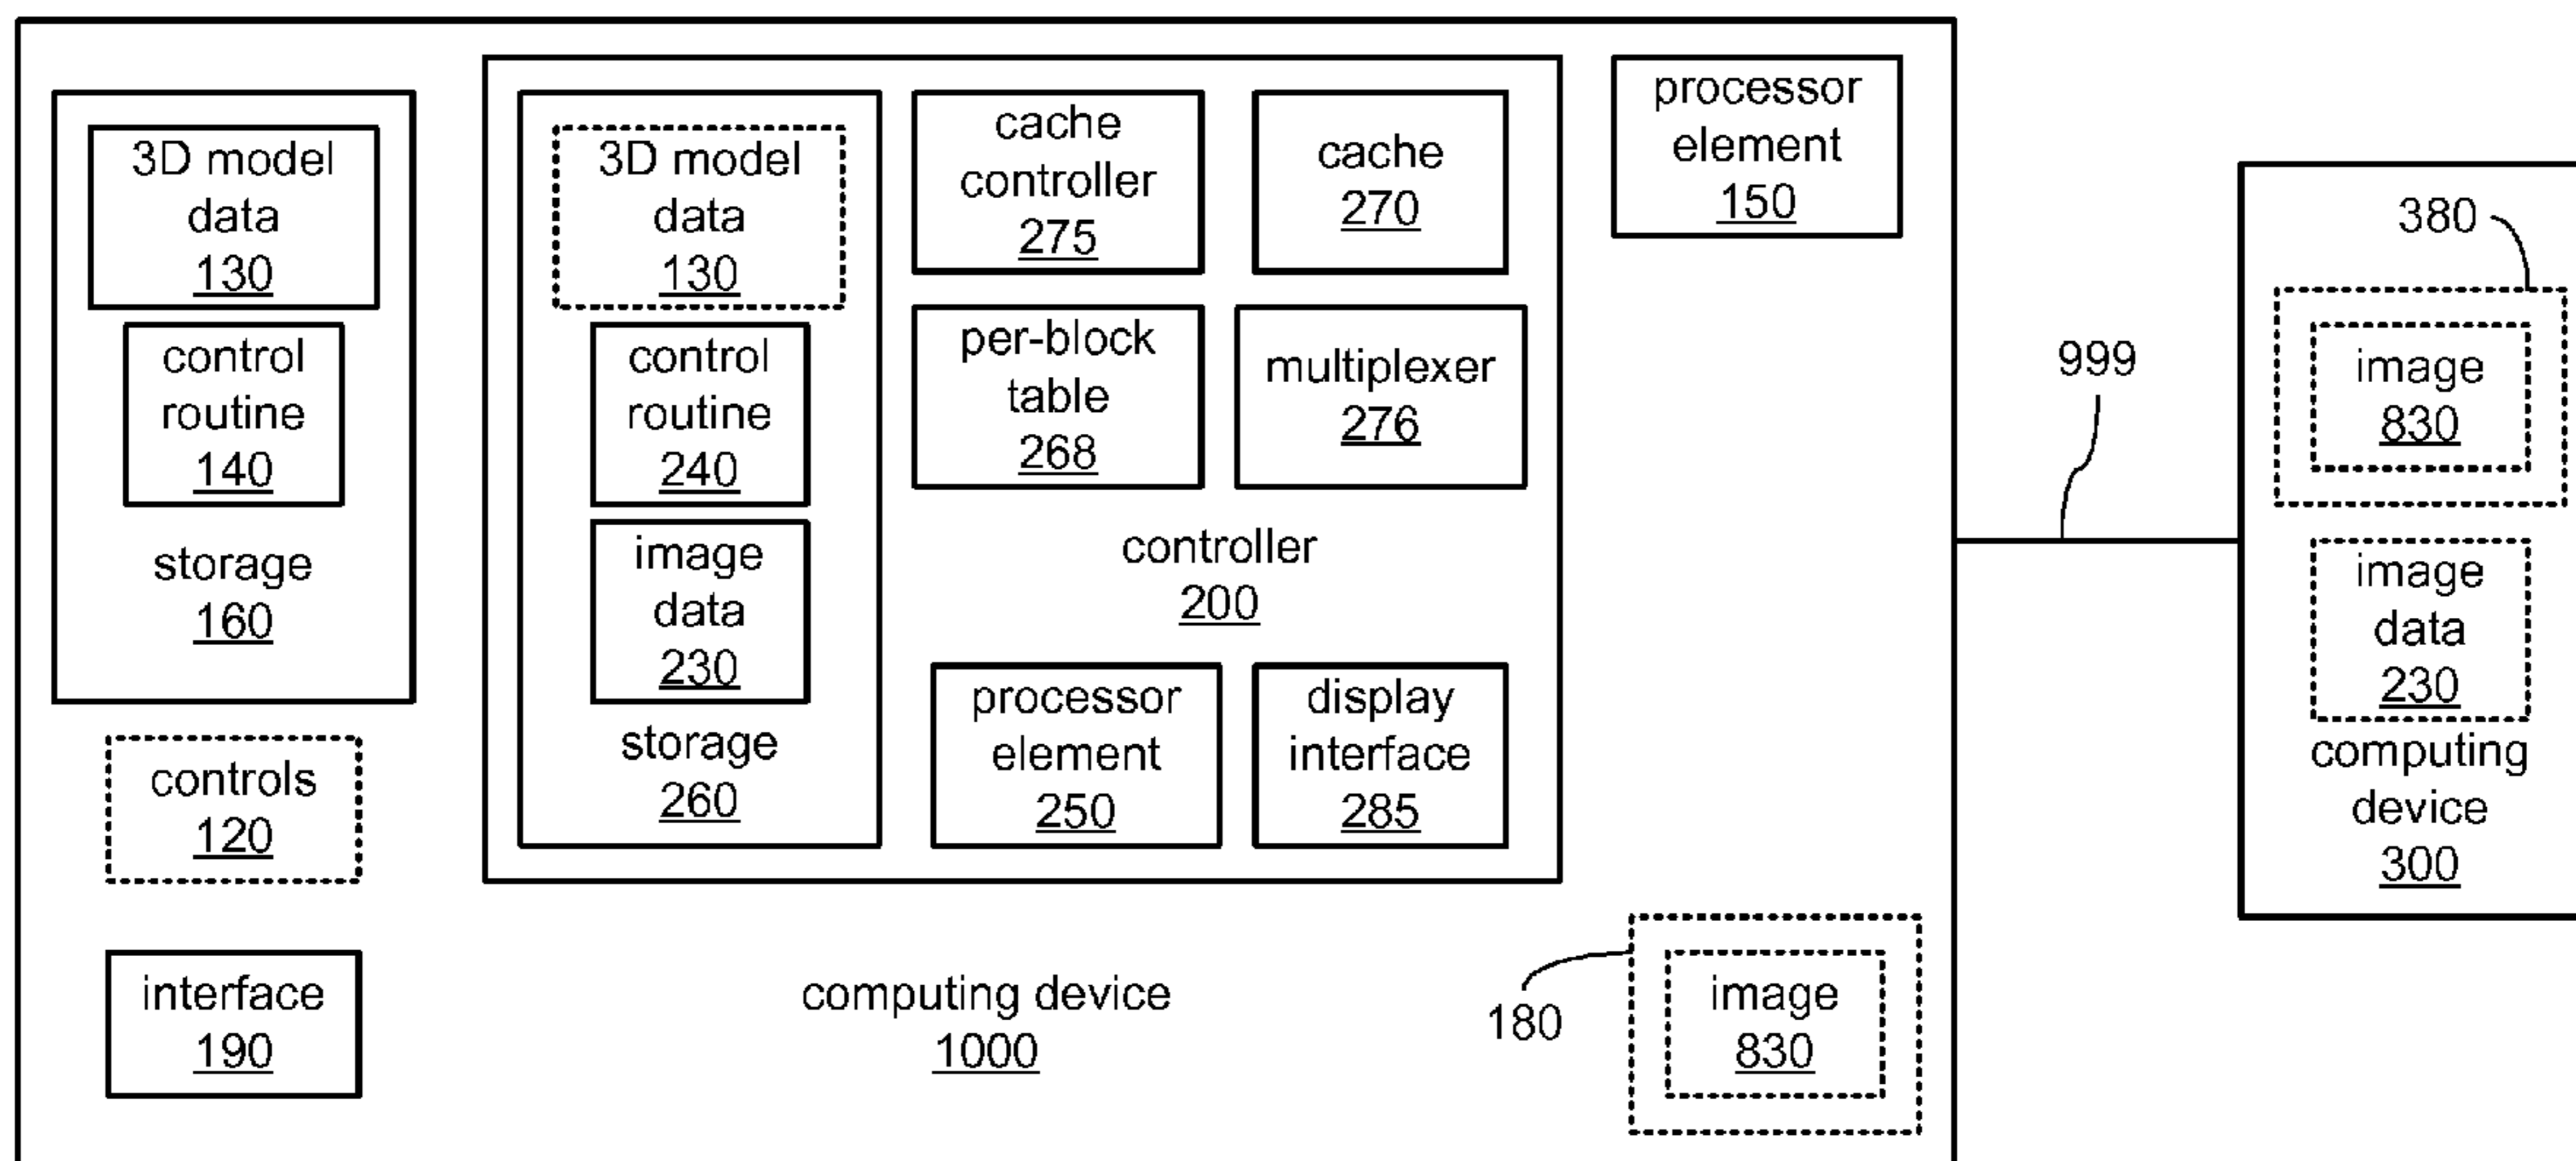 3D model
data
130
control
routine
140
storage
160
controls
120
interface
190
3D model
data
130
control
routine
240
image
data
230
storage
260
cache
controller
275
cache
270
per-block
table
268
multiplexer
276
controller
200
processor
element
250
display
interface
285
processor
element
150
computing device
1000
180
image
830
999
380
image
830
image
data
230
computing
device
300